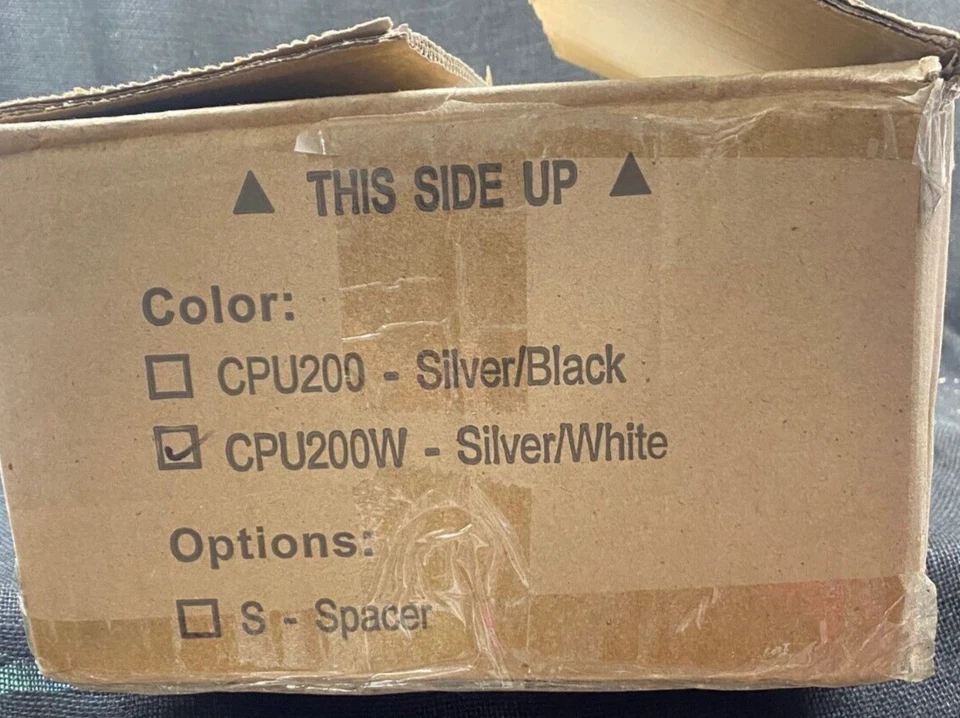 ▲ THIS SIDE UP ▲
Color:
☐ CPU200 - Silver/Black
☑ CPU200W - Silver/White
Options:
☐ S - Spacer